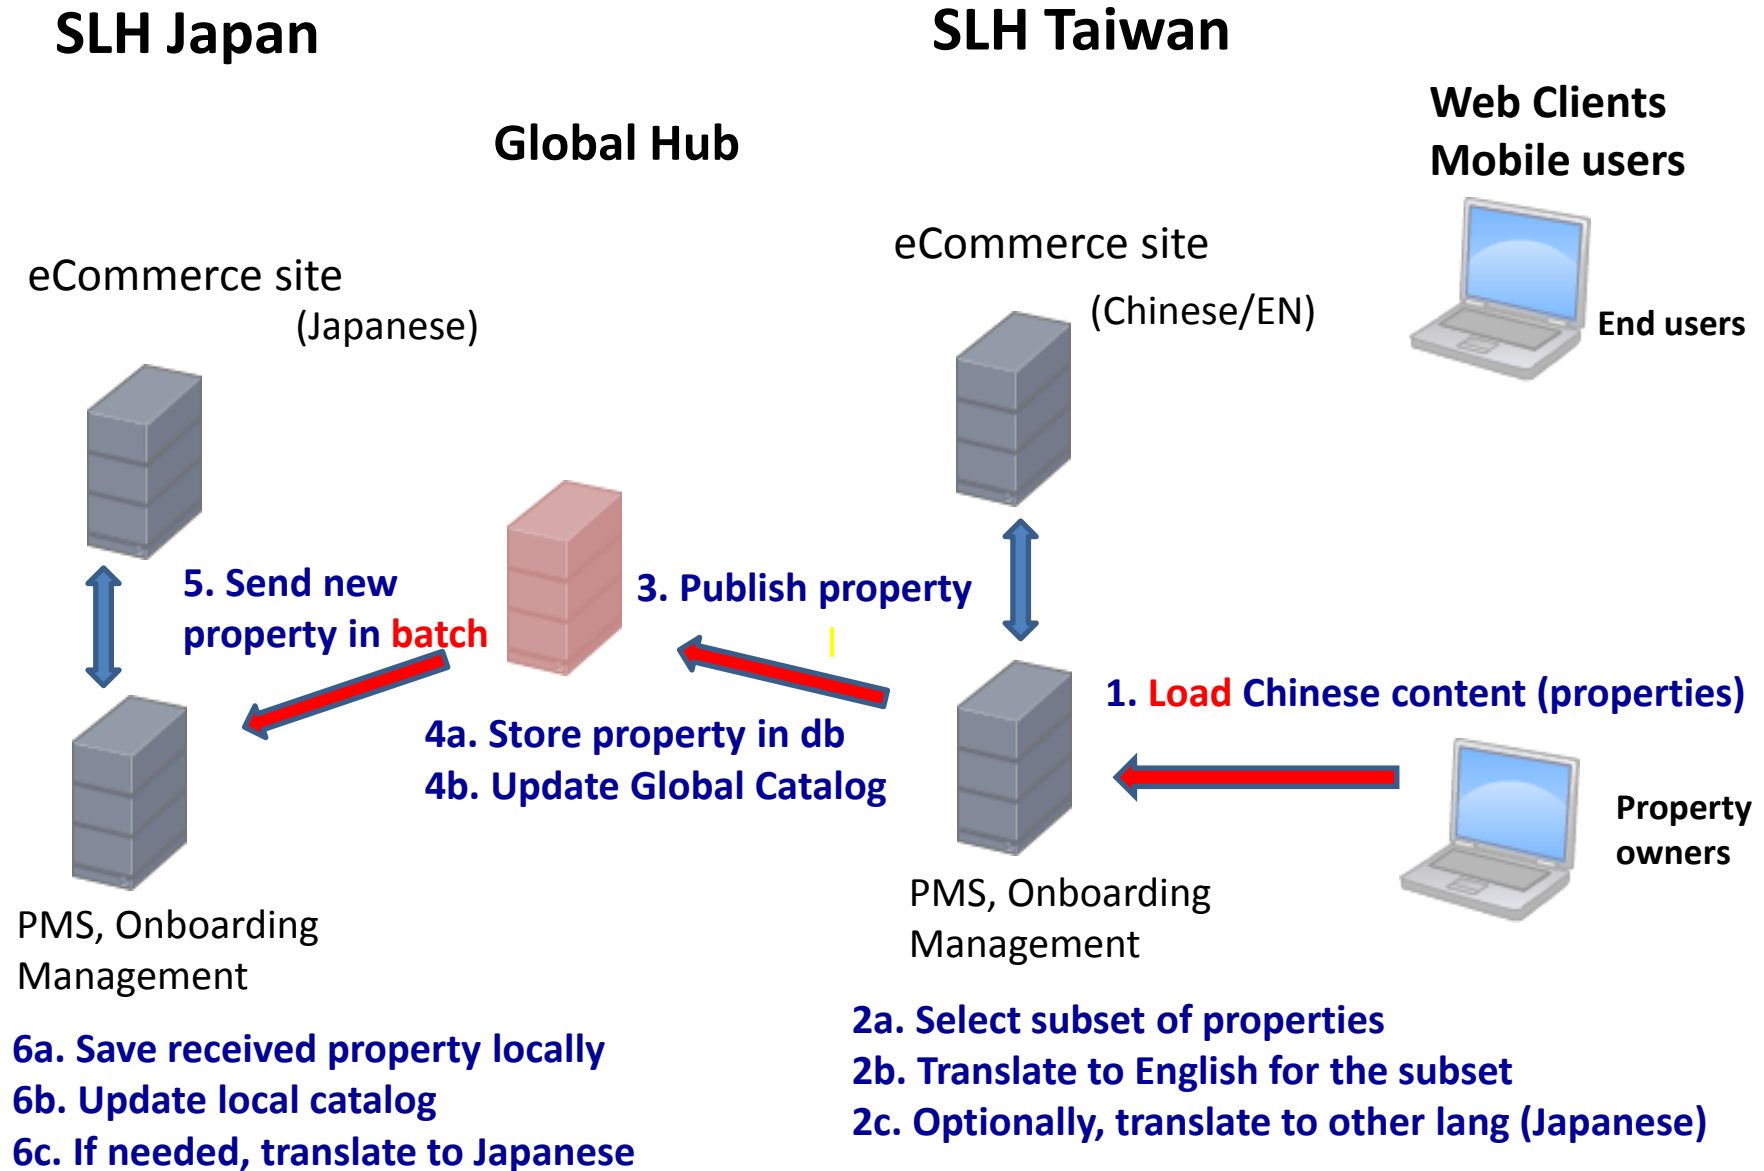 SLH Japan
SLH Taiwan
Global Hub
Web Clients
Mobile users
eCommerce site
(Japanese)
eCommerce site
(Chinese/EN)
End users
5. Send new
property in batch
3. Publish property
1. Load Chinese content (properties)
4a. Store property in db
4b. Update Global Catalog
Property
owners
PMS, Onboarding
Management
PMS, Onboarding
Management
6a. Save received property locally
6b. Update local catalog
6c. If needed, translate to Japanese
2a. Select subset of properties
2b. Translate to English for the subset
2c. Optionally, translate to other lang (Japanese)